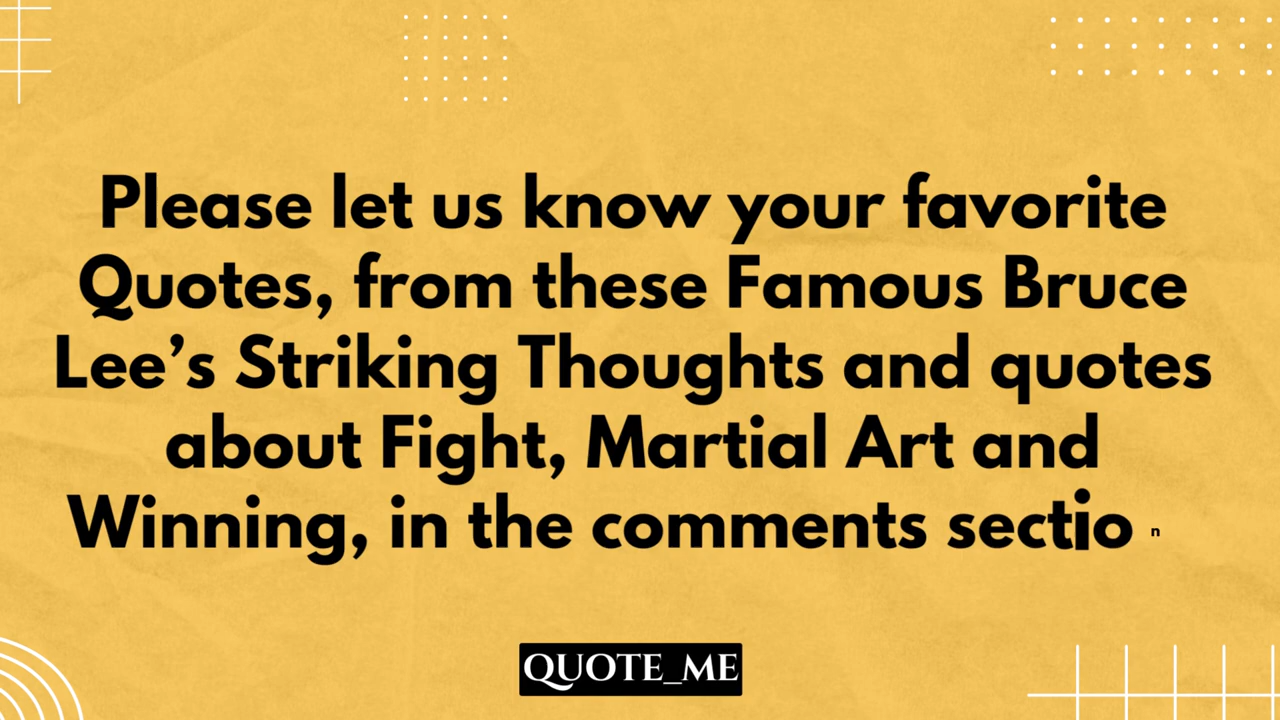 Please let us know your favorite
Quotes, from these Famous Bruce
Lee’s Striking Thoughts and quotes
about Fight, Martial Art and
Winning, in the comments section
QUOTE_ME